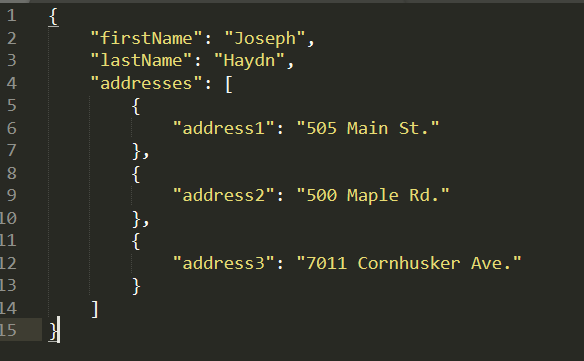 1 {
2     "firstName": "Joseph",
3     "lastName": "Haydn",
4     "addresses": [
5         {
6             "address1": "505 Main St."
7         },
8         {
9             "address2": "500 Maple Rd."
10         },
11         {
12             "address3": "7011 Cornhusker Ave."
13         }
14     ]
15 }